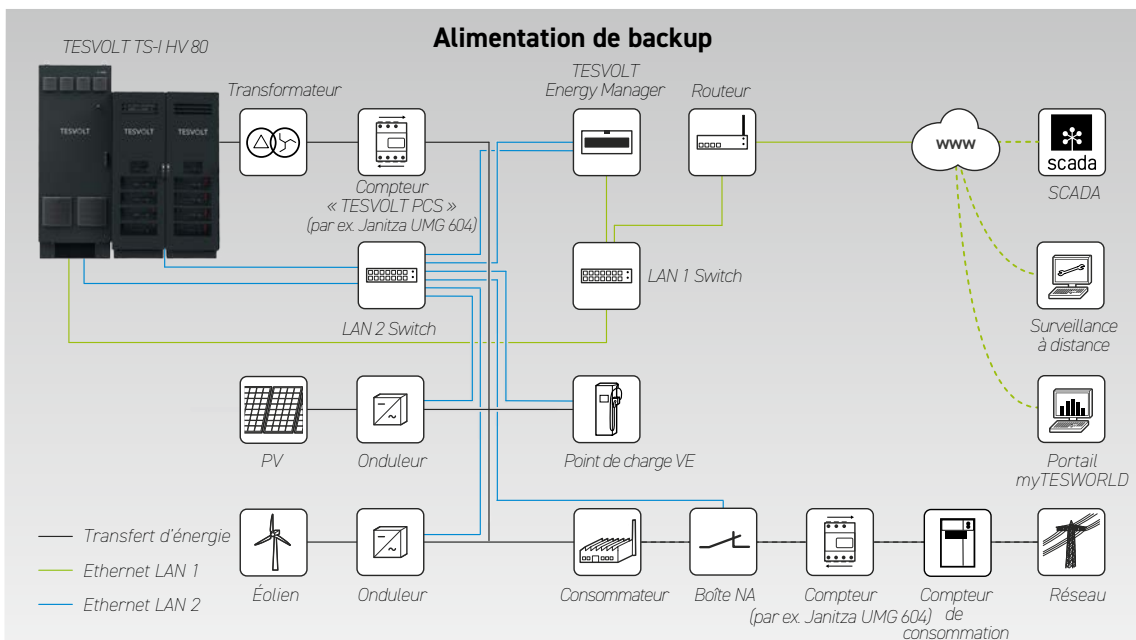 Alimentation de backup
TESVOLT TS-I HV 80
TESVOLT
TESVOLT
TESVOLT
Transformateur
Compteur
« TESVOLT PCS »
(par ex. Janitza UMG 604)
TESVOLT
Energy Manager
Routeur
www
scada
SCADA
LAN 2 Switch
LAN 1 Switch
Surveillance
à distance
PV
Onduleur
Point de charge VE
Portail
myTESWORLD
Transfert d'énergie
Ethernet LAN 1
Ethernet LAN 2
Éolien
Onduleur
Consommateur
Boîte NA
Compteur
(par ex. Janitza UMG 604)
Compteur
de
consommation
Réseau